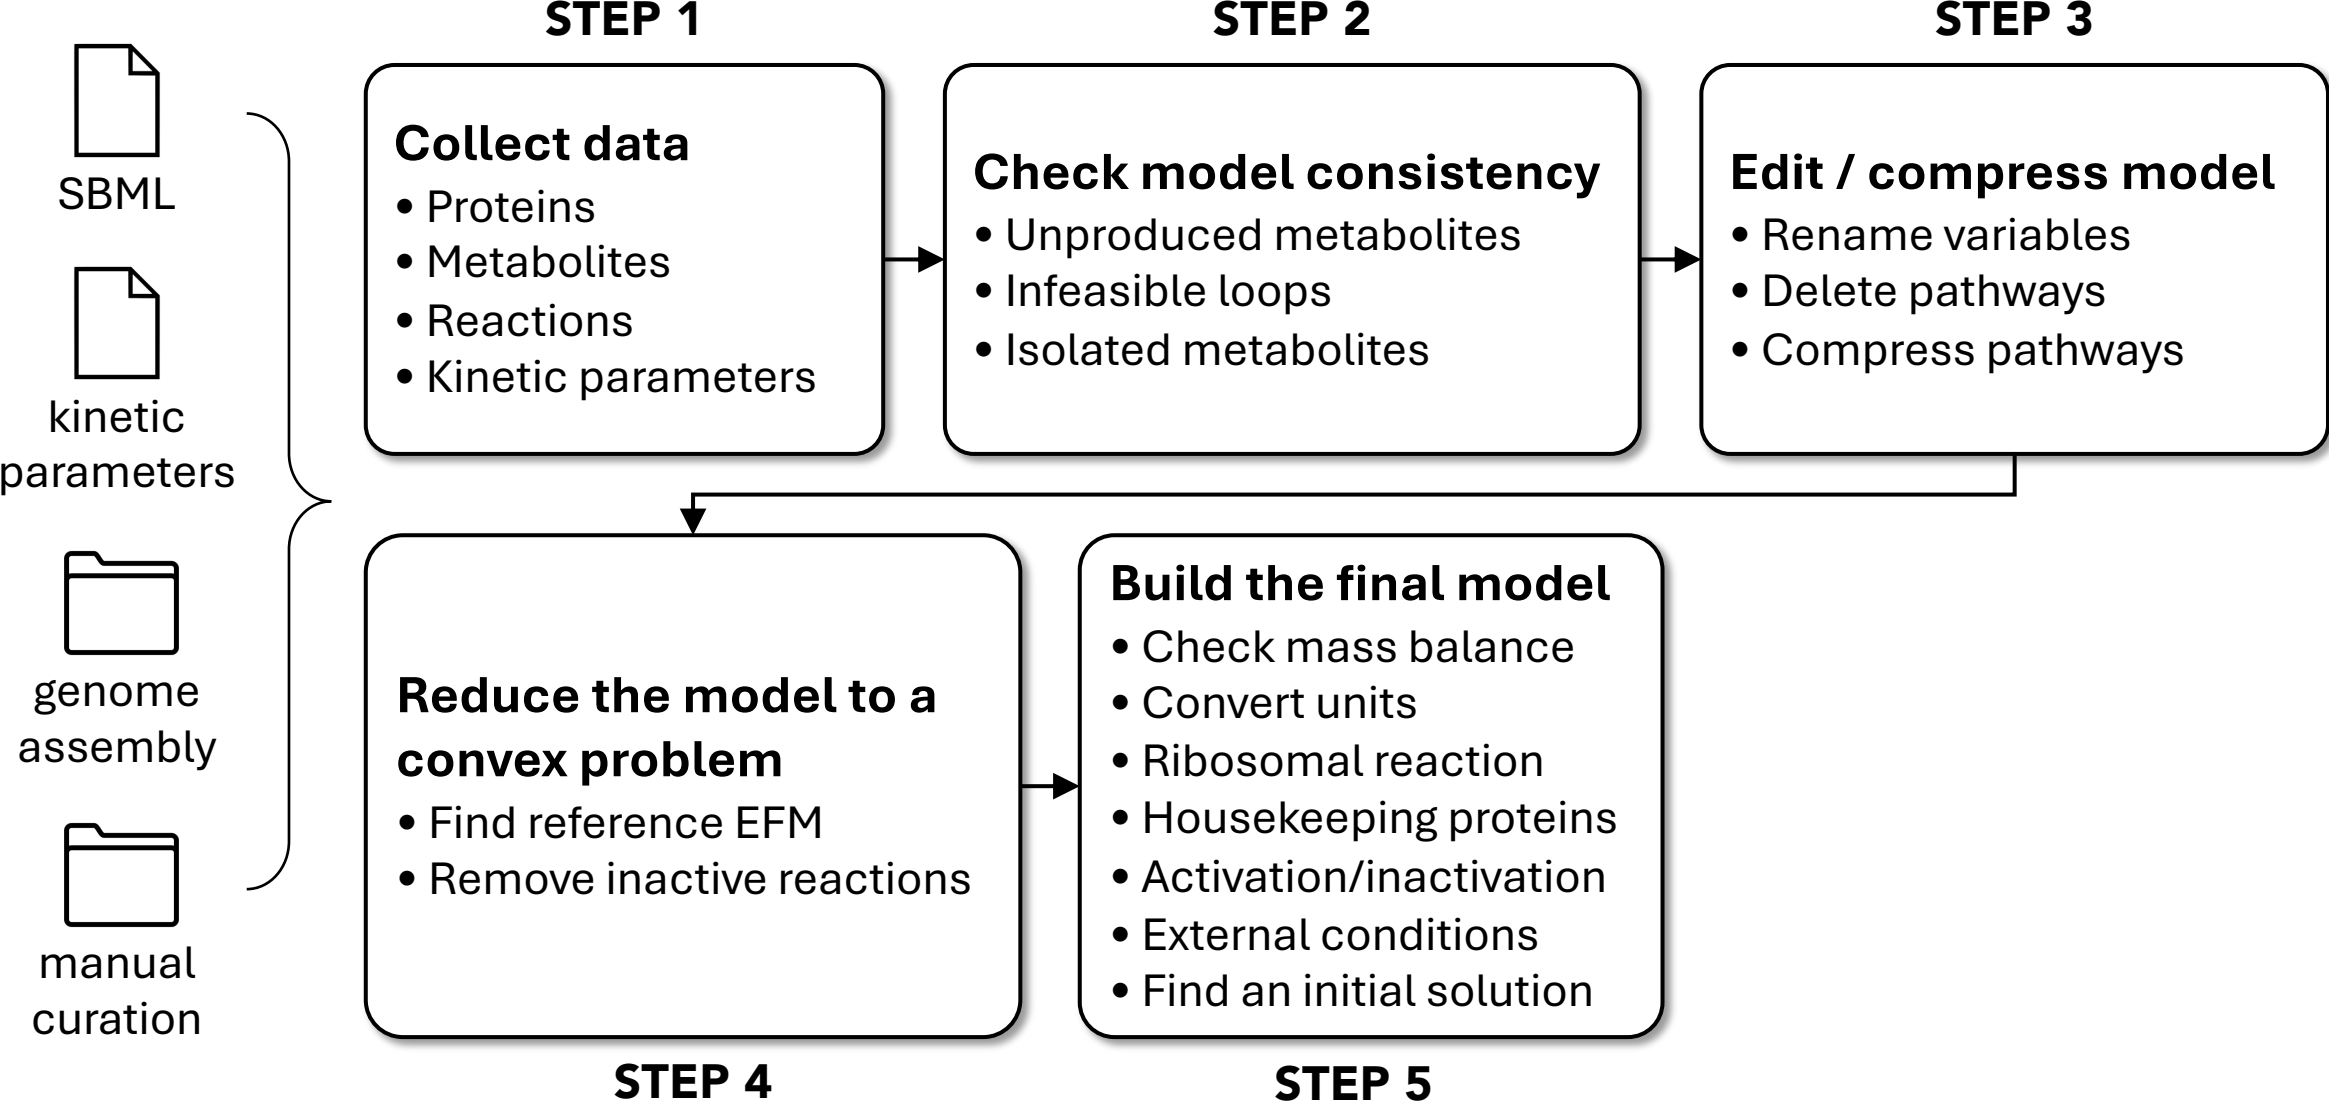 SBML
kinetic
parameters
genome
assembly
manual
curation
STEP 1
Collect data
• Proteins
• Metabolites
• Reactions
• Kinetic parameters
STEP 2
Check model consistency
• Unproduced metabolites
• Infeasible loops
• Isolated metabolites
STEP 3
Edit / compress model
• Rename variables
• Delete pathways
• Compress pathways
Reduce the model to a
convex problem
• Find reference EFM
• Remove inactive reactions
STEP 4
Build the final model
• Check mass balance
• Convert units
• Ribosomal reaction
• Housekeeping proteins
• Activation/inactivation
• External conditions
• Find an initial solution
STEP 5